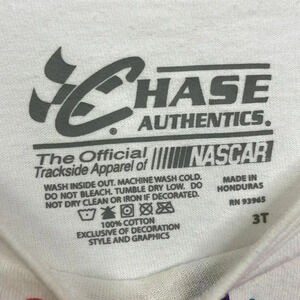 CHASE
AUTHENTICS.
The Official
Trackside Apparel of NASCAR
WASH INSIDE OUT. MACHINE WASH COLD.
DO NOT BLEACH. TUMBLE DRY LOW. DO
NOT DRY CLEAN OR IRON IF DECORATED.
100% COTTON
EXCLUSIVE OF DECORATION
STYLE AND GRAPHICS
MADE IN
HONDURAS
RN 93965
3T